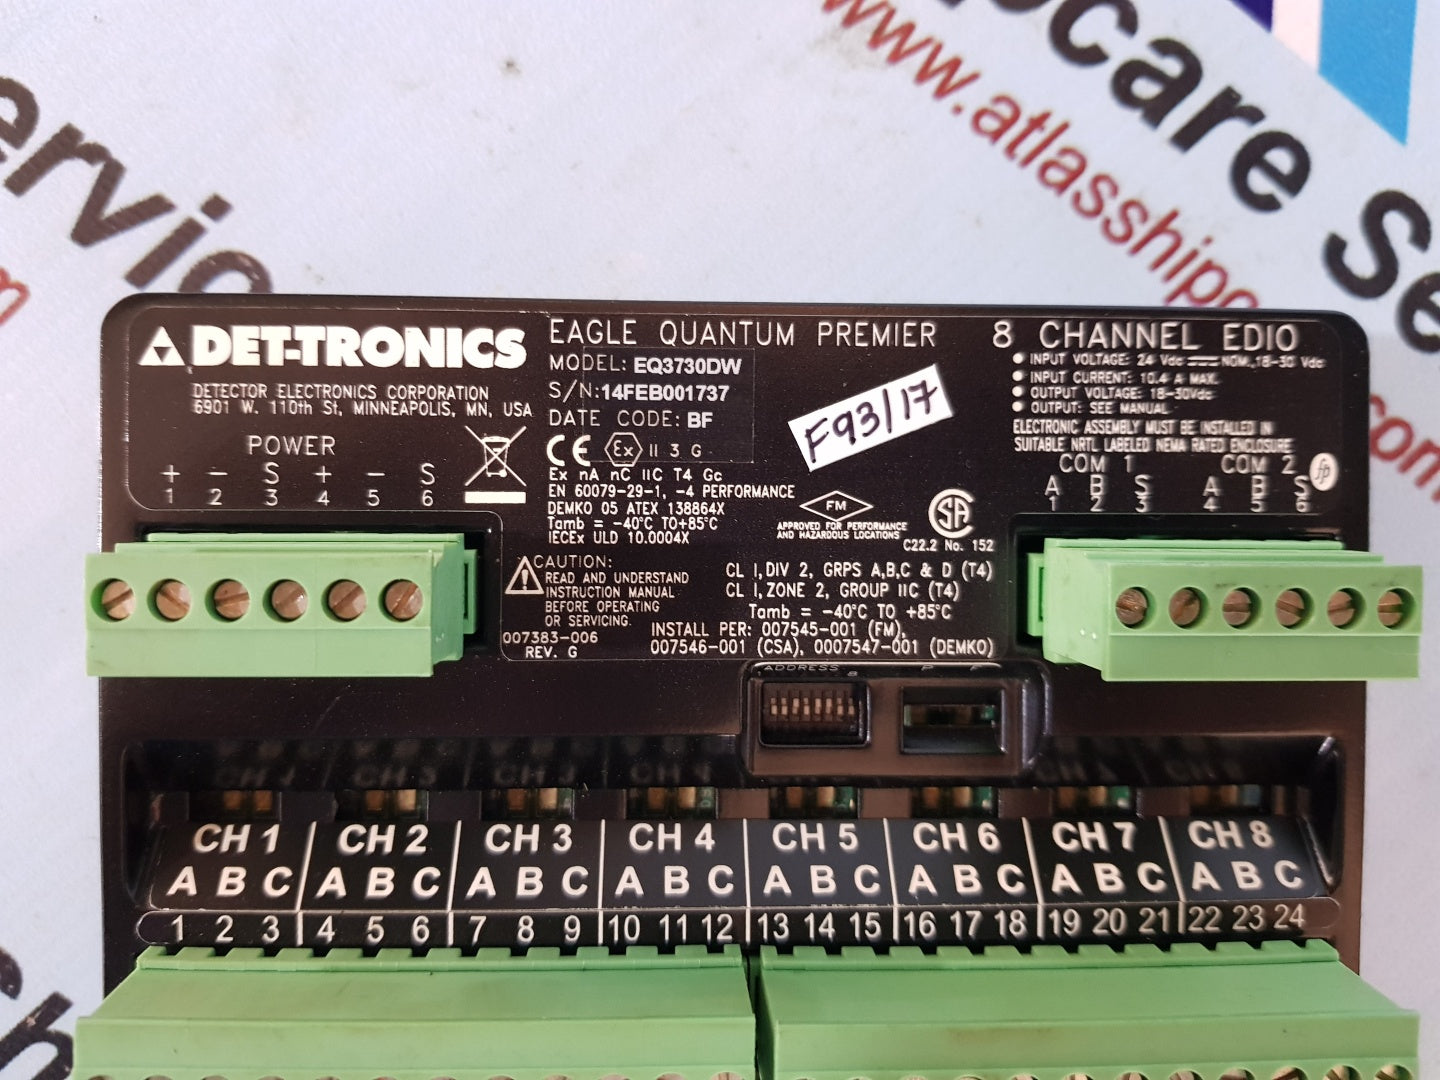 ervice
m
pcare Se
www.atlasshipc
com
Sh
DET-TRONICS
DETECTOR ELECTRONICS CORPORATION
6901 W. 110th St, MINNEAPOLIS, MN, USA
POWER
+ – S + – S
1 2 3 4 5 6
EAGLE QUANTUM PREMIER
MODEL: EQ3730DW
S/N:14FEB001737
DATE CODE: BF
CE Ex II 3 G
Ex nA nC IIC T4 Gc
EN 60079-29-1, -4 PERFORMANCE
DEMKO 05 ATEX 138864X
Tamb = -40°C TO+85°C
IECEx ULD 10.0004X
F93/17
8 CHANNEL EDIO
INPUT VOLTAGE: 24 Vdc NOM.,18-30 Vdc
INPUT CURRENT: 10.4 A MAX.
OUTPUT VOLTAGE: 18-30Vdc
OUTPUT: SEE MANUAL
ELECTRONIC ASSEMBLY MUST BE INSTALLED IN
SUITABLE NRTL LABELED NEMA RATED ENCLOSURE
COM 1 COM 2
A B S A B S
1 2 3 4 5 6
fp
FM
APPROVED FOR PERFORMANCE
AND HAZARDOUS LOCATIONS
SA
C22.2 No. 152
CAUTION:
READ AND UNDERSTAND
INSTRUCTION MANUAL
BEFORE OPERATING
OR SERVICING.
007383-006
REV. G
CL I,DIV 2, GRPS A,B,C & D (T4)
CL I,ZONE 2, GROUP IIC (T4)
Tamb = -40°C TO +85°C
INSTALL PER: 007545-001 (FM),
007546-001 (CSA), 0007547-001 (DEMKO)
ADDRESS
P F
CH 1 CH 2 CH 3 CH 4 CH 5 CH 6 CH 7 CH 8
A B C A B C A B C A B C A B C A B C A B C A B C
1 2 3 4 5 6 7 8 9 10 11 12 13 14 15 16 17 18 19 20 21 22 23 24